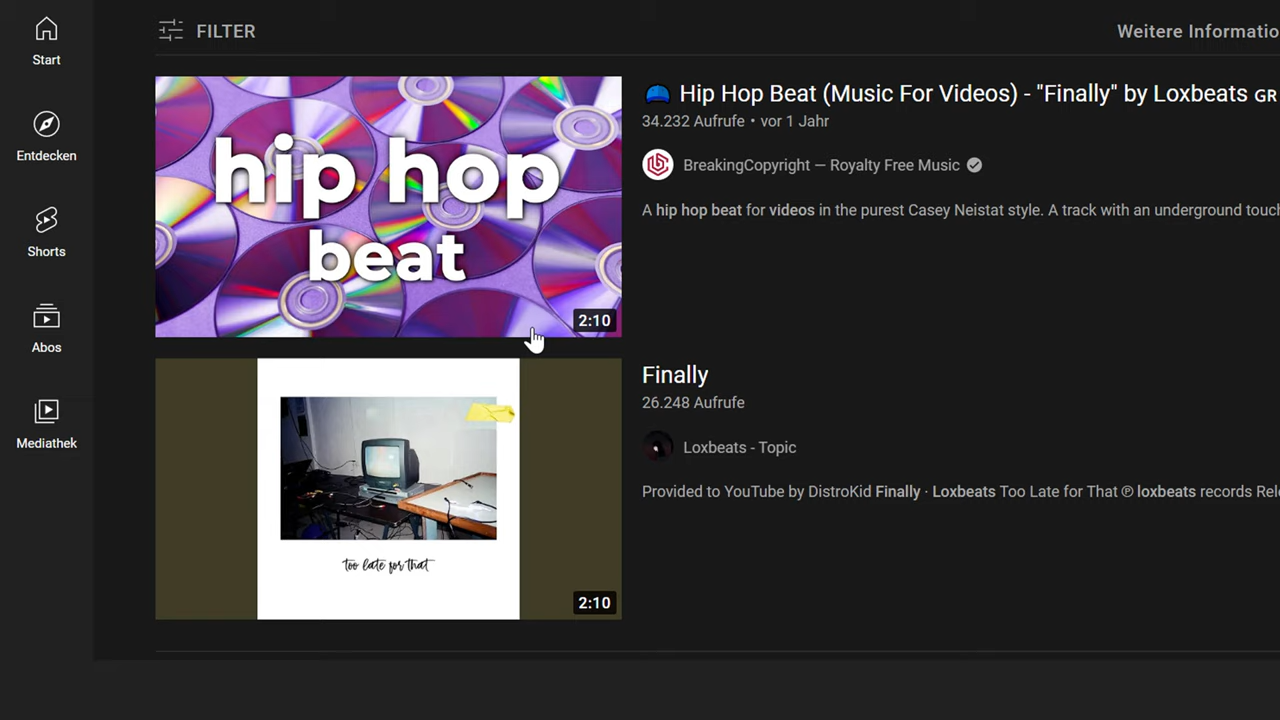 FILTER
Weitere Informatio
Start
Entdecken
Shorts
Abos
Mediathek
hip hop
beat
2:10
Hip Hop Beat (Music For Videos) - "Finally" by Loxbeats GR
34.232 Aufrufe • vor 1 Jahr
BreakingCopyright — Royalty Free Music
A hip hop beat for videos in the purest Casey Neistat style. A track with an underground touch
too late for that
2:10
Finally
26.248 Aufrufe
Loxbeats - Topic
Provided to YouTube by DistroKid Finally · Loxbeats Too Late for That ℗ loxbeats records Rele